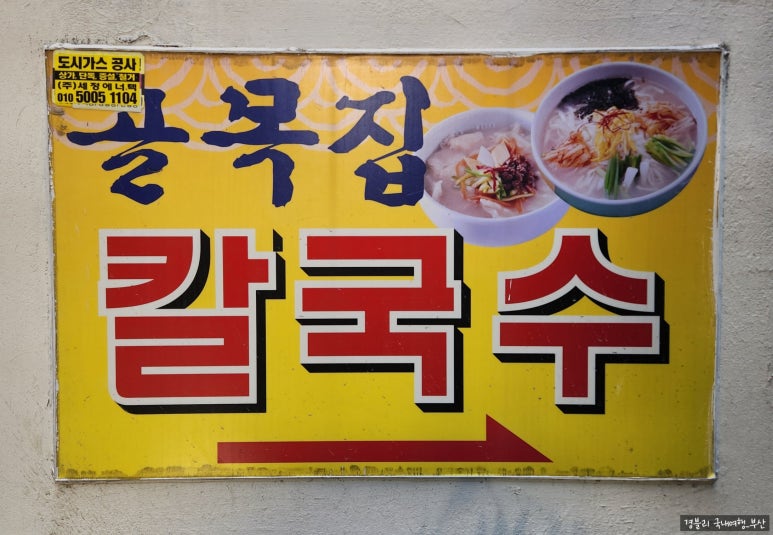 도시가스 공사
상가, 단독, 증설, 철거
(주)세정에너텍
010 5005 1104
골목집
칼국수
경블리 국내여행_부산